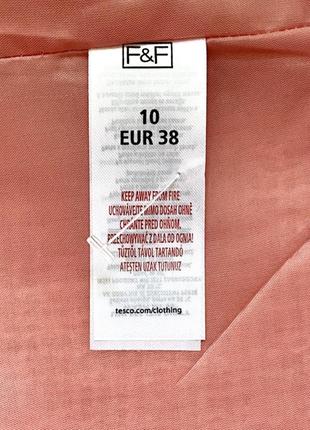 F&F
10
EUR 38
KEEP AWAY FROM FIRE
UCHOVÁVEJTE MIMO DOSAH OHNĚ
CHRÁŇTE PRED OHŇOM.
PRZECHOWYWAĆ Z DALA OD OGNIA!
TŰZTŐL TÁVOL TARTANDÓ
ATEŞTEN UZAK TUTUNUZ
tesco.com/clothing